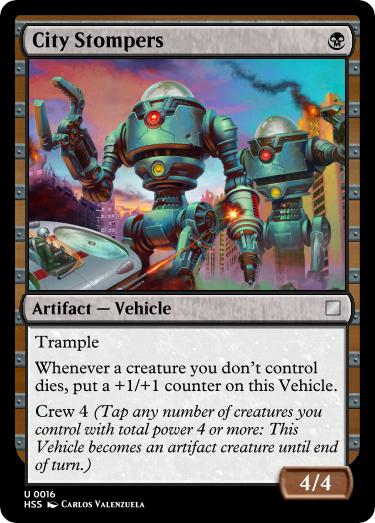 City Stompers
Artifact — Vehicle
Trample
Whenever a creature you don't control
dies, put a +1/+1 counter on this Vehicle.
Crew 4 (Tap any number of creatures you
control with total power 4 or more: This
Vehicle becomes an artifact creature until end
of turn.)
4/4
U 0016
HSS Carlos Valenzuela